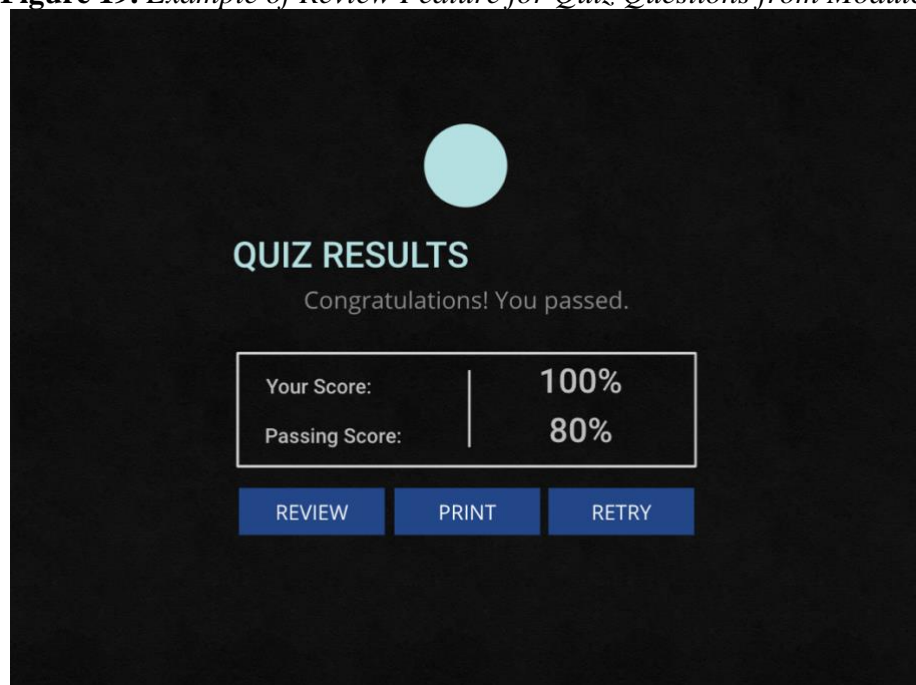 Figure 19. Example of Review Feature for Quiz Questions from Module
QUIZ RESULTS
Congratulations! You passed.
Your Score: 100%
Passing Score: 80%
REVIEW PRINT RETRY